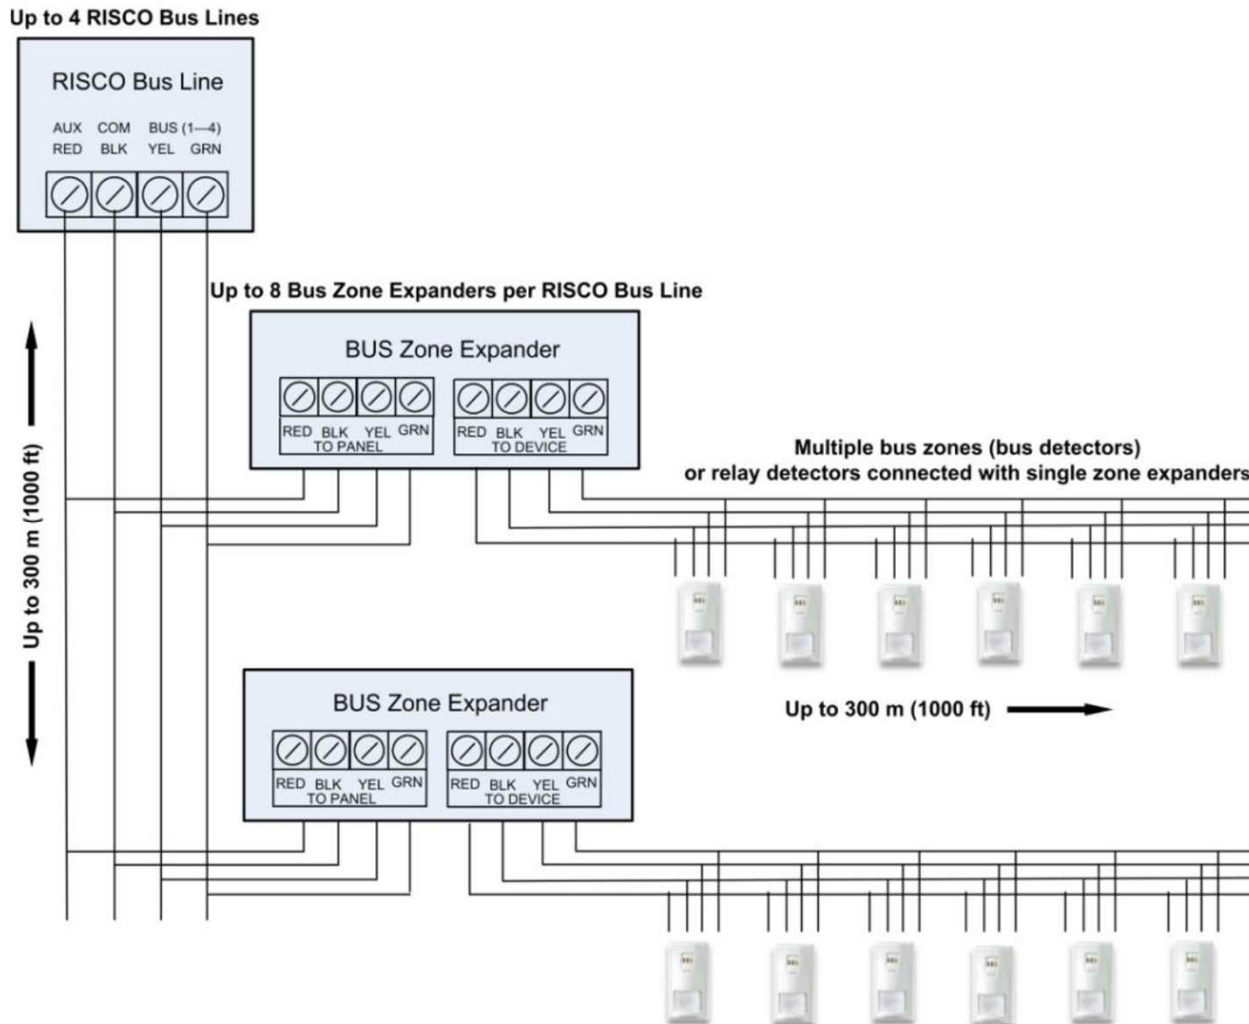 Up to 4 RISCO Bus Lines
RISCO Bus Line
AUX COM BUS (1—4)
RED BLK YEL GRN
Up to 8 Bus Zone Expanders per RISCO Bus Line
BUS Zone Expander
RED BLK YEL GRN RED BLK YEL GRN
TO PANEL TO DEVICE
Multiple bus zones (bus detectors)
or relay detectors connected with single zone expanders
Up to 300 m (1000 ft)
Up to 300 m (1000 ft)
BUS Zone Expander
RED BLK YEL GRN RED BLK YEL GRN
TO PANEL TO DEVICE